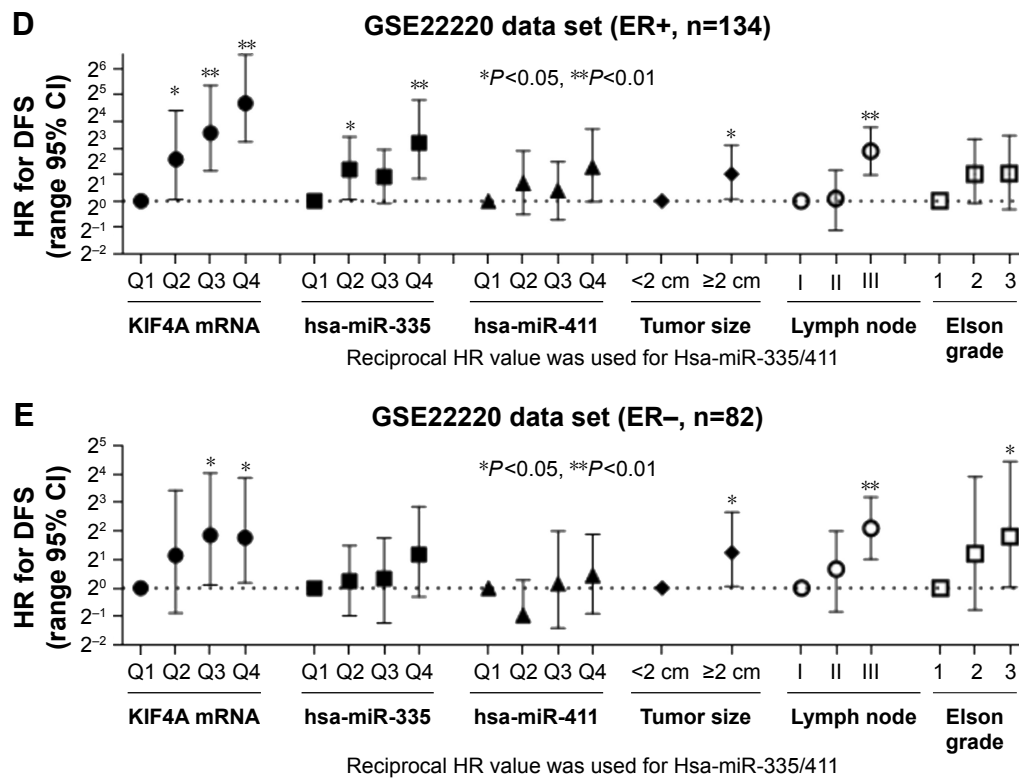 D
GSE22220 data set (ER+, n=134)
*P<0.05, **P<0.01
HR for DFS
(range 95% CI)
2⁶
2⁵
2⁴
2³
2²
2¹
2⁰
2⁻¹
2⁻²
* ** ** * ** * **
Q1 Q2 Q3 Q4 Q1 Q2 Q3 Q4 Q1 Q2 Q3 Q4 <2 cm ≥2 cm I II III 1 2 3
KIF4A mRNA hsa-miR-335 hsa-miR-411 Tumor size Lymph node Elson grade
Reciprocal HR value was used for Hsa-miR-335/411
E
GSE22220 data set (ER–, n=82)
*P<0.05, **P<0.01
HR for DFS
(range 95% CI)
2⁵
2⁴
2³
2²
2¹
2⁰
2⁻¹
2⁻²
* * * ** *
Q1 Q2 Q3 Q4 Q1 Q2 Q3 Q4 Q1 Q2 Q3 Q4 <2 cm ≥2 cm I II III 1 2 3
KIF4A mRNA hsa-miR-335 hsa-miR-411 Tumor size Lymph node Elson grade
Reciprocal HR value was used for Hsa-miR-335/411